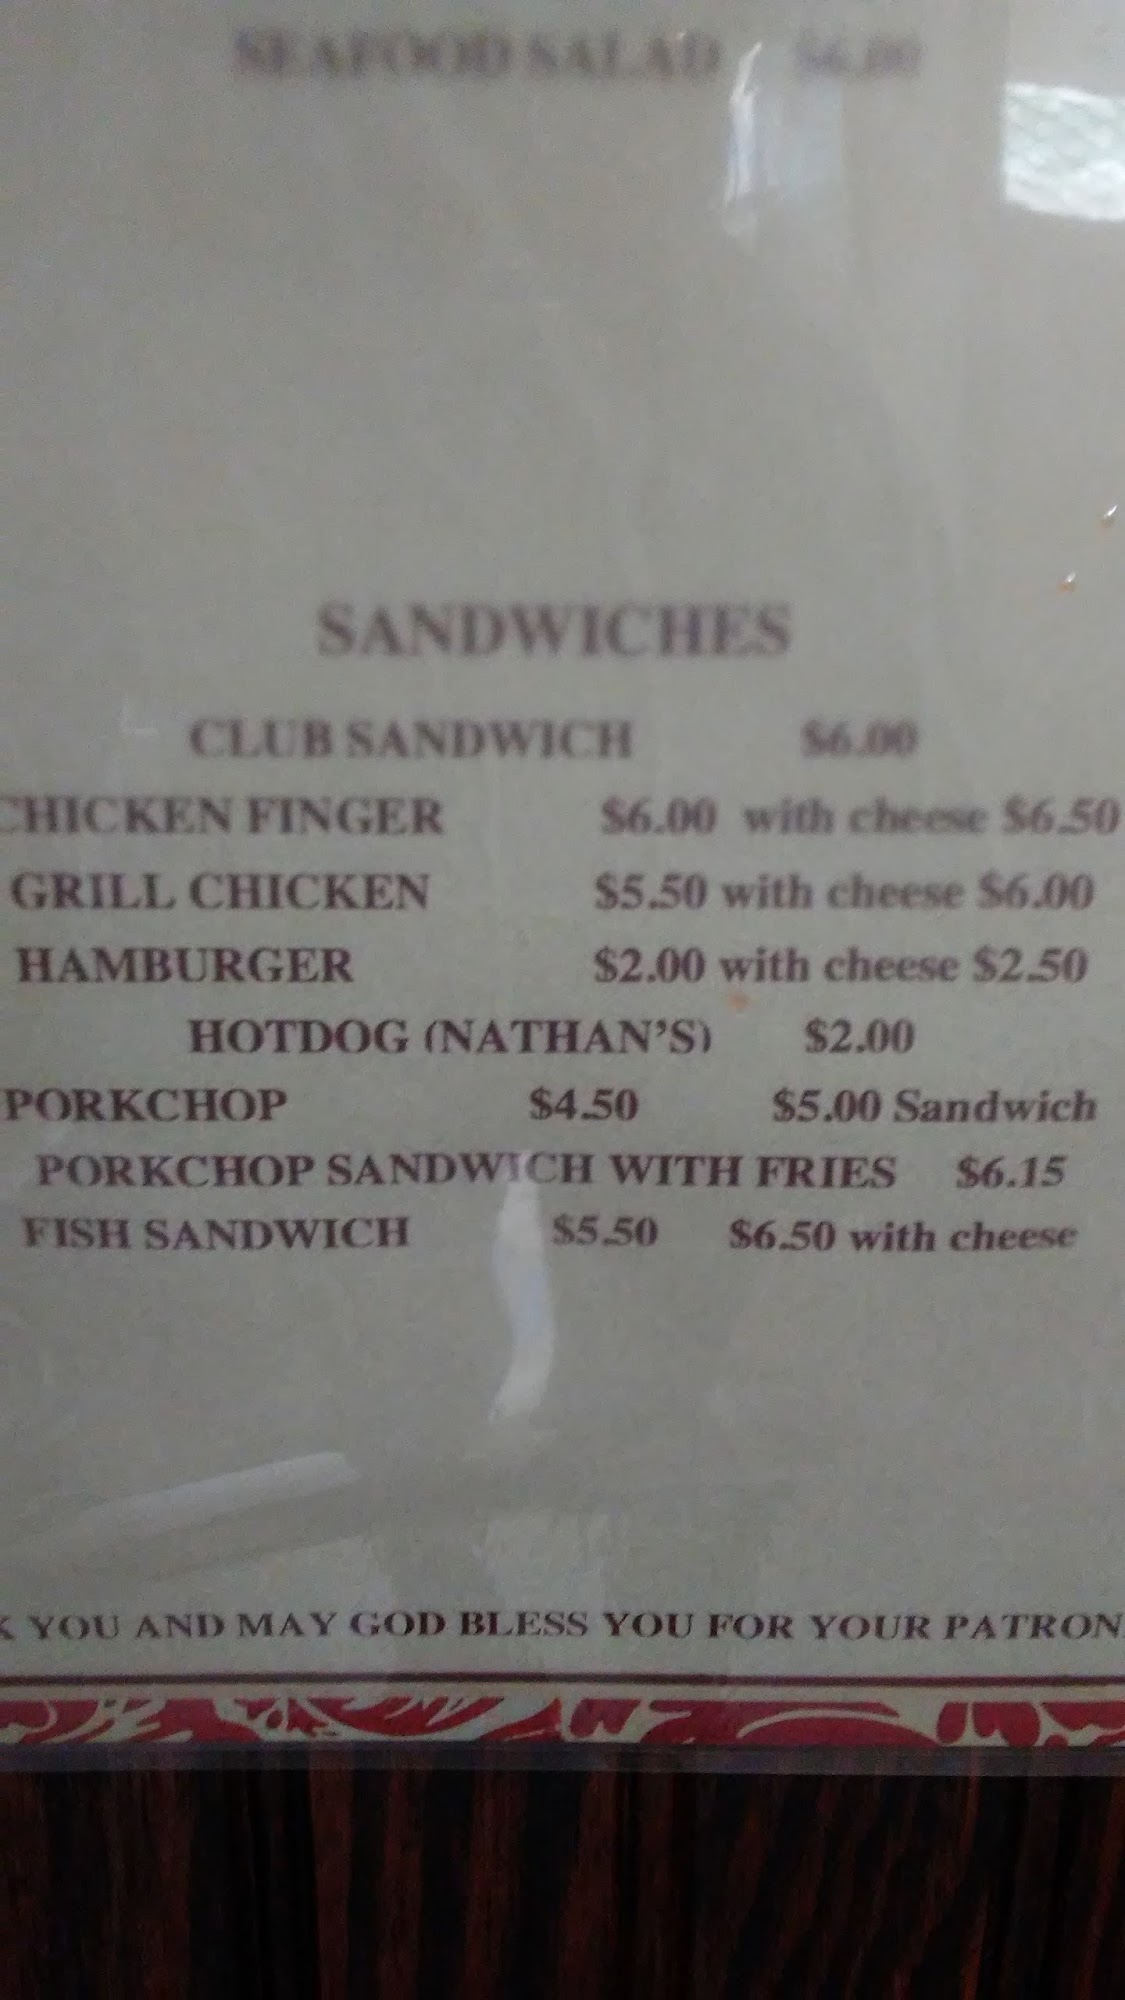 SEAFOOD SALAD $6.00
SANDWICHES
CLUB SANDWICH $6.00
CHICKEN FINGER $6.00 with cheese $6.50
GRILL CHICKEN $5.50 with cheese $6.00
HAMBURGER $2.00 with cheese $2.50
HOTDOG (NATHAN'S) $2.00
PORKCHOP $4.50 $5.00 Sandwich
PORKCHOP SANDWICH WITH FRIES $6.15
FISH SANDWICH $5.50 $6.50 with cheese
K YOU AND MAY GOD BLESS YOU FOR YOUR PATRON